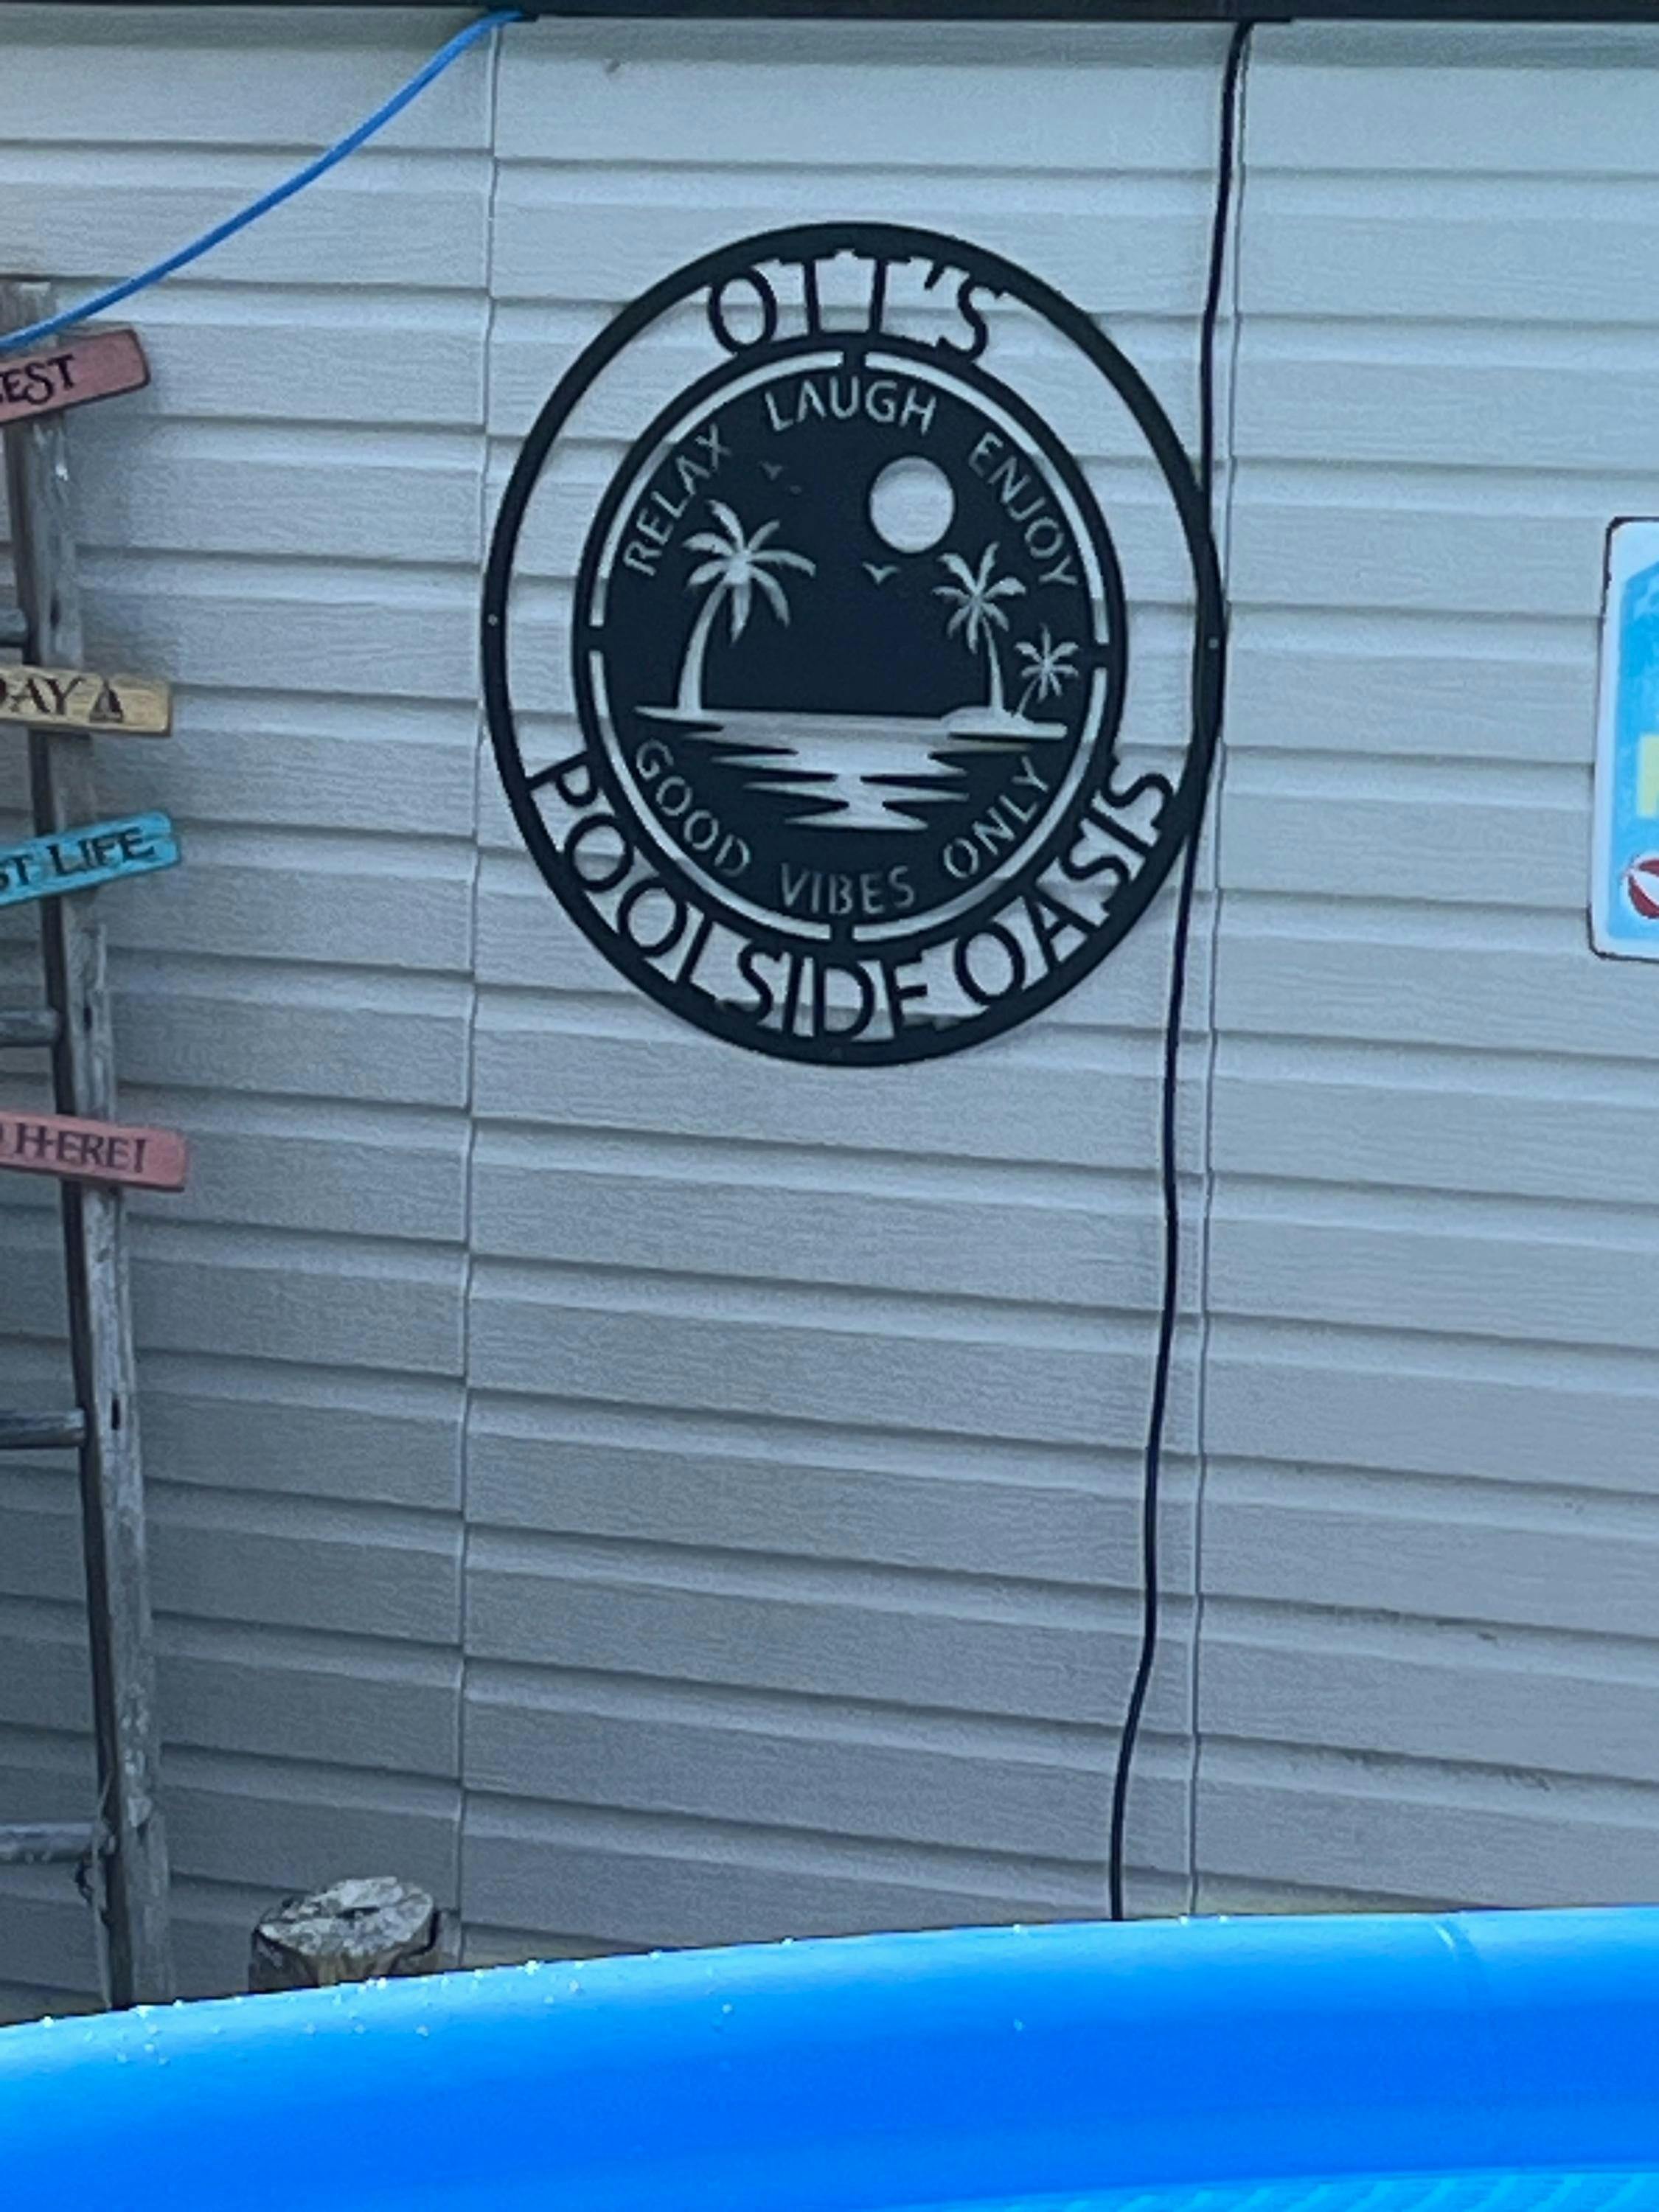 OTT'S
RELAX LAUGH ENJOY
GOOD VIBES ONLY
POOLSIDE OASIS
EST
DAY
ST LIFE
HERE!